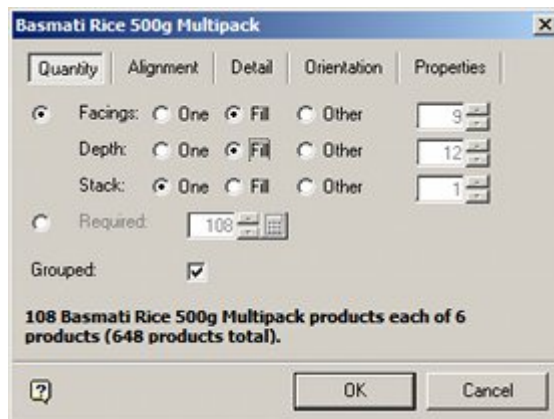 Basmati Rice 500g Multipack
Quantity Alignment Detail Orientation Properties
Facings: One Fill Other 9
Depth: One Fill Other 12
Stack: One Fill Other 1
Required: 108
Grouped:
108 Basmati Rice 500g Multipack products each of 6
products (648 products total).
OK Cancel